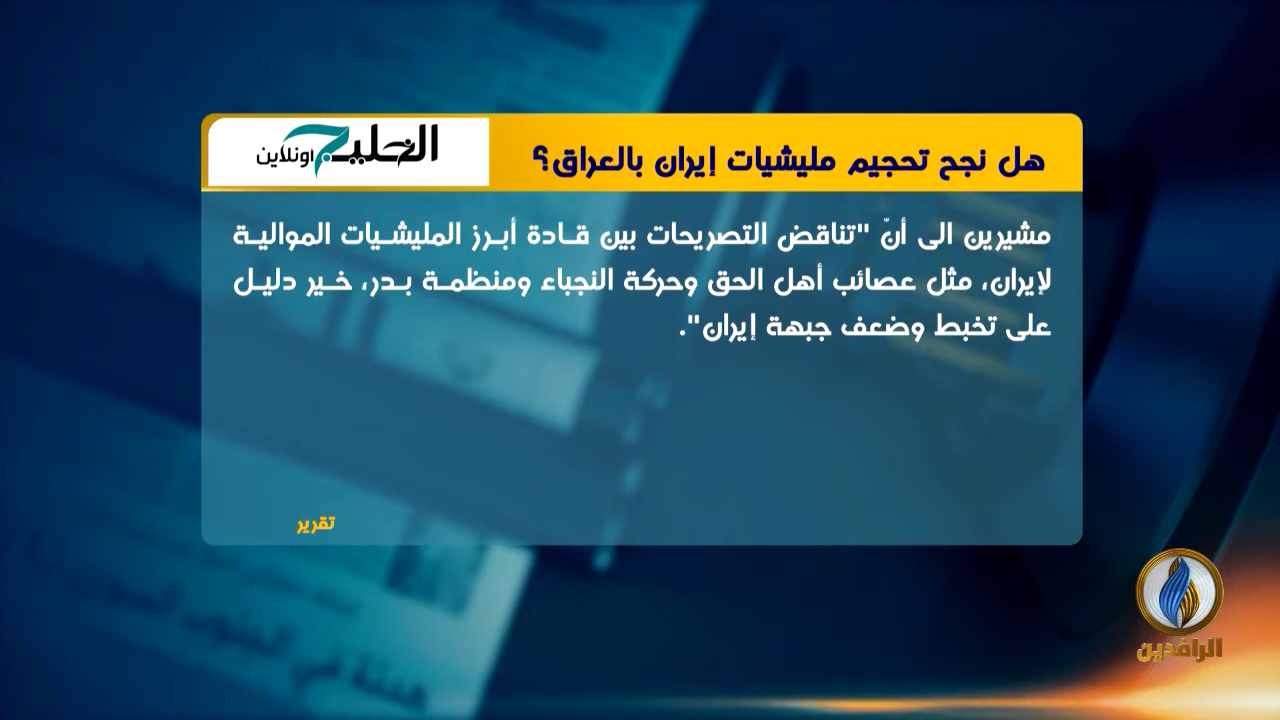 هل نجح تحجيم مليشيات إيران بالعراق؟
الخليج اونلاين
مشيرين الى أنّ "تناقض التصريحات بين قادة أبرز المليشيات الموالية
لإيران، مثل عصائب أهل الحق وحركة النجباء ومنظمة بدر، خير دليل
على تخبط وضعف جبهة إيران".
تقرير
الرافدين